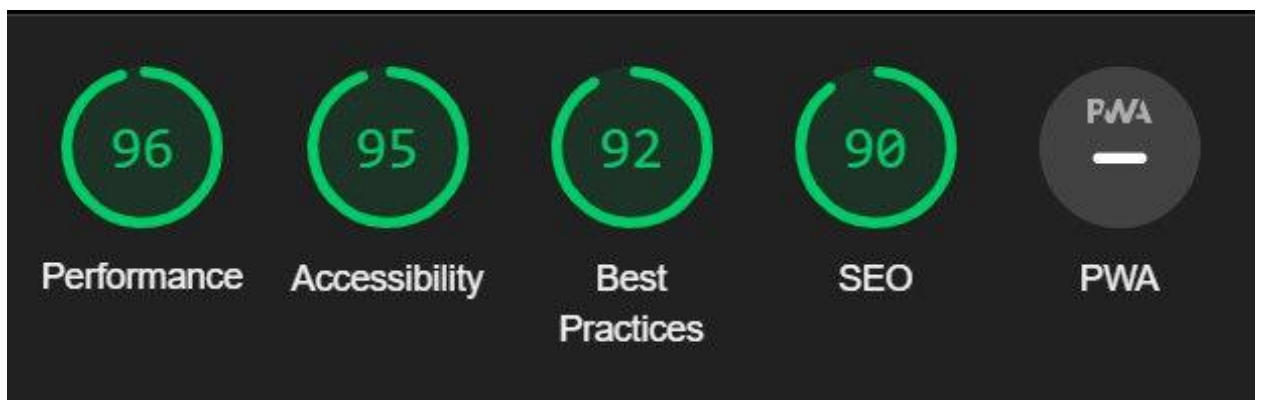 96
95
92
90
PWA
Performance
Accessibility
Best
Practices
SEO
PWA